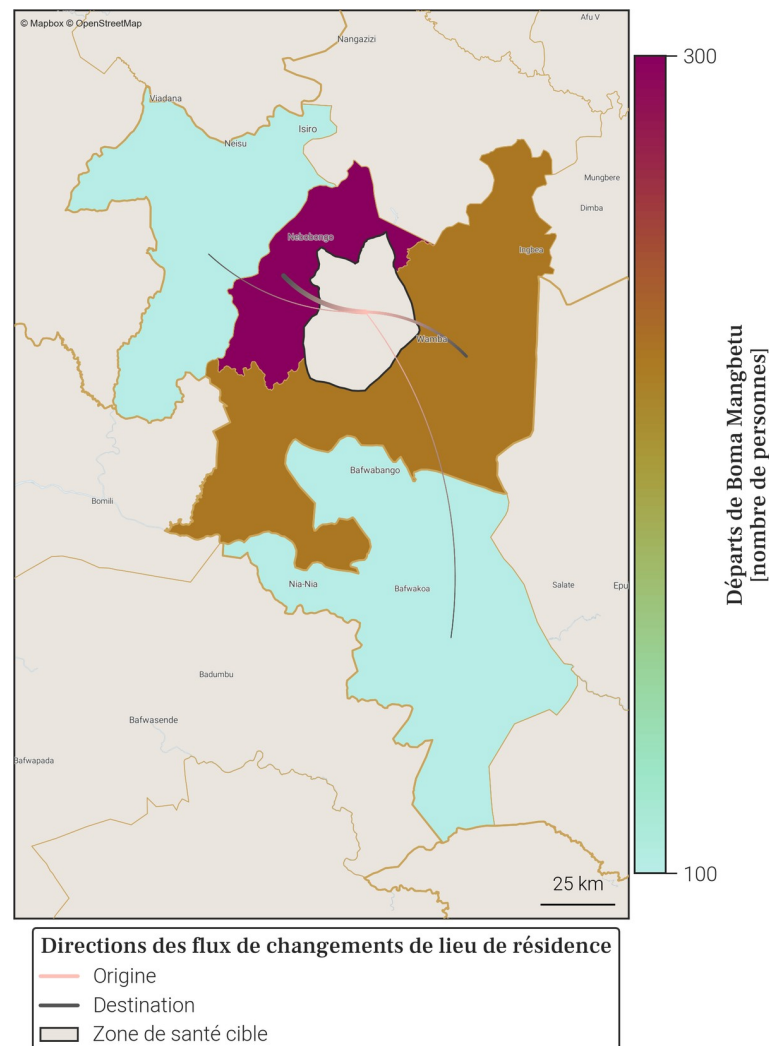 © Mapbox © OpenStreetMap
Afu V
Nangazizi
300
Viadana
Isiro
Neisu
Mungbere
Dimba
Nebobongo
Ingbea
Wamba
Bafwabango
Bomili
Nia-Nia
Bafwakoa
Salate
Epu
Badumbu
Bafwasende
Bafwapada
100
25 km
Départs de Boma Mangbetu
[nombre de personnes]
Directions des flux de changements de lieu de résidence
Origine
Destination
Zone de santé cible